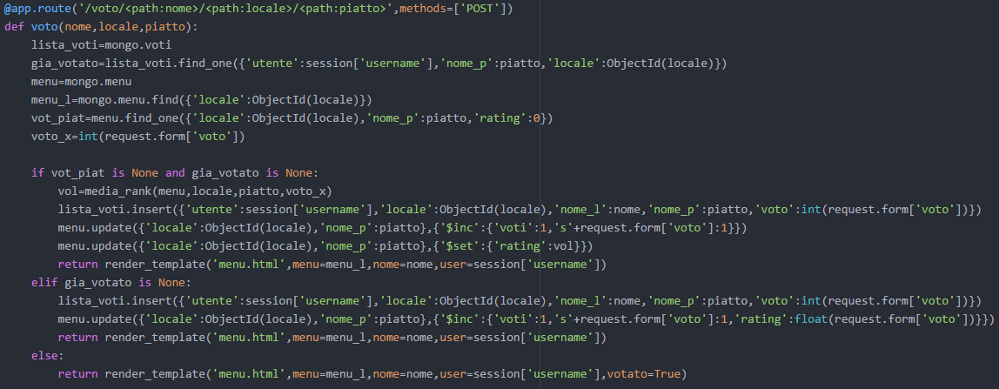 @app.route('/voto/<path:nome>/<path:locale>/<path:piatto>',methods=['POST'])
def voto(nome,locale,piatto):
    lista_voti=mongo.voti
    gia_votato=lista_voti.find_one({'utente':session['username'],'nome_p':piatto,'locale':ObjectId(locale)})
    menu=mongo.menu
    menu_l=mongo.menu.find({'locale':ObjectId(locale)})
    vot_piat=menu.find_one({'locale':ObjectId(locale),'nome_p':piatto,'rating':0})
    voto_x=int(request.form['voto'])

    if vot_piat is None and gia_votato is None:
        vol=media_rank(menu,locale,piatto,voto_x)
        lista_voti.insert({'utente':session['username'],'locale':ObjectId(locale),'nome_l':nome,'nome_p':piatto,'voto':int(request.form['voto'])})
        menu.update({'locale':ObjectId(locale),'nome_p':piatto},{'$inc':{'voti':1,'s'+request.form['voto']:1}})
        menu.update({'locale':ObjectId(locale),'nome_p':piatto},{'$set':{'rating':vol}})
        return render_template('menu.html',menu=menu_l,nome=nome,user=session['username'])
    elif gia_votato is None:
        lista_voti.insert({'utente':session['username'],'locale':ObjectId(locale),'nome_l':nome,'nome_p':piatto,'voto':int(request.form['voto'])})
        menu.update({'locale':ObjectId(locale),'nome_p':piatto},{'$inc':{'voti':1,'s'+request.form['voto']:1,'rating':float(request.form['voto'])}})
        return render_template('menu.html',menu=menu_l,nome=nome,user=session['username'])
    else:
        return render_template('menu.html',menu=menu_l,nome=nome,user=session['username'],votato=True)